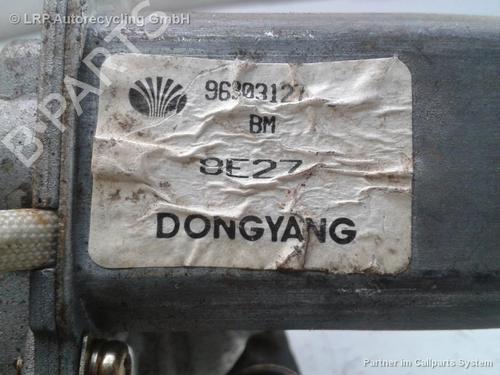 © LRP Autorecycling GmbH
B-PARTS
96303127
BM
8E27
DONGYANG
Partner im Callparts System